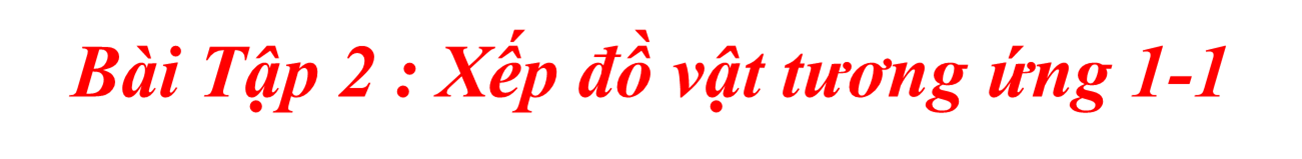 Bài Tập 2 : Xếp đồ vật tương ứng 1-1